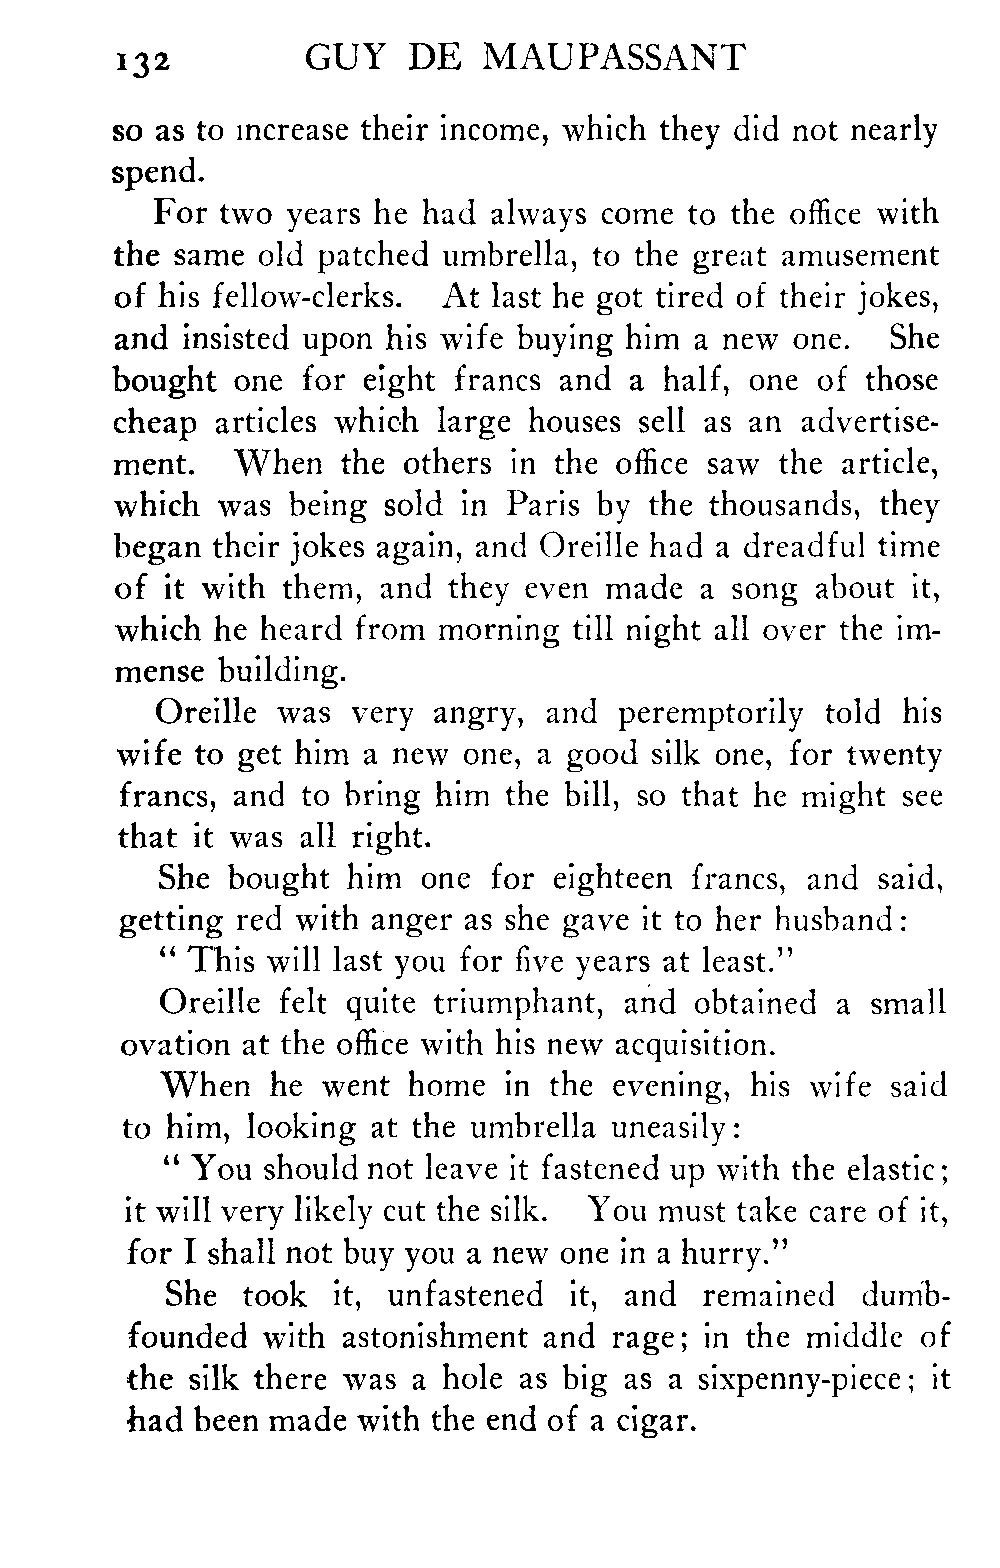 132 GUY DE MAUPASSANT
so as to increase their income, which they did not nearly
spend.
For two years he had always come to the office with
the same old patched umbrella, to the great amusement
of his fellow-clerks. At last he got tired of their jokes,
and insisted upon his wife buying him a new one. She
bought one for eight francs and a half, one of those
cheap articles which large houses sell as an advertise-
ment. When the others in the office saw the article,
which was being sold in Paris by the thousands, they
began their jokes again, and Oreille had a dreadful time
of it with them, and they even made a song about it,
which he heard from morning till night all over the im-
mense building.
Oreille was very angry, and peremptorily told his
wife to get him a new one, a good silk one, for twenty
francs, and to bring him the bill, so that he might see
that it was all right.
She bought him one for eighteen francs, and said,
getting red with anger as she gave it to her husband:
“ This will last you for five years at least.”
Oreille felt quite triumphant, and obtained a small
ovation at the office with his new acquisition.
When he went home in the evening, his wife said
to him, looking at the umbrella uneasily:
“ You should not leave it fastened up with the elastic;
it will very likely cut the silk. You must take care of it,
for I shall not buy you a new one in a hurry.”
She took it, unfastened it, and remained dumb-
founded with astonishment and rage; in the middle of
the silk there was a hole as big as a sixpenny-piece; it
had been made with the end of a cigar.